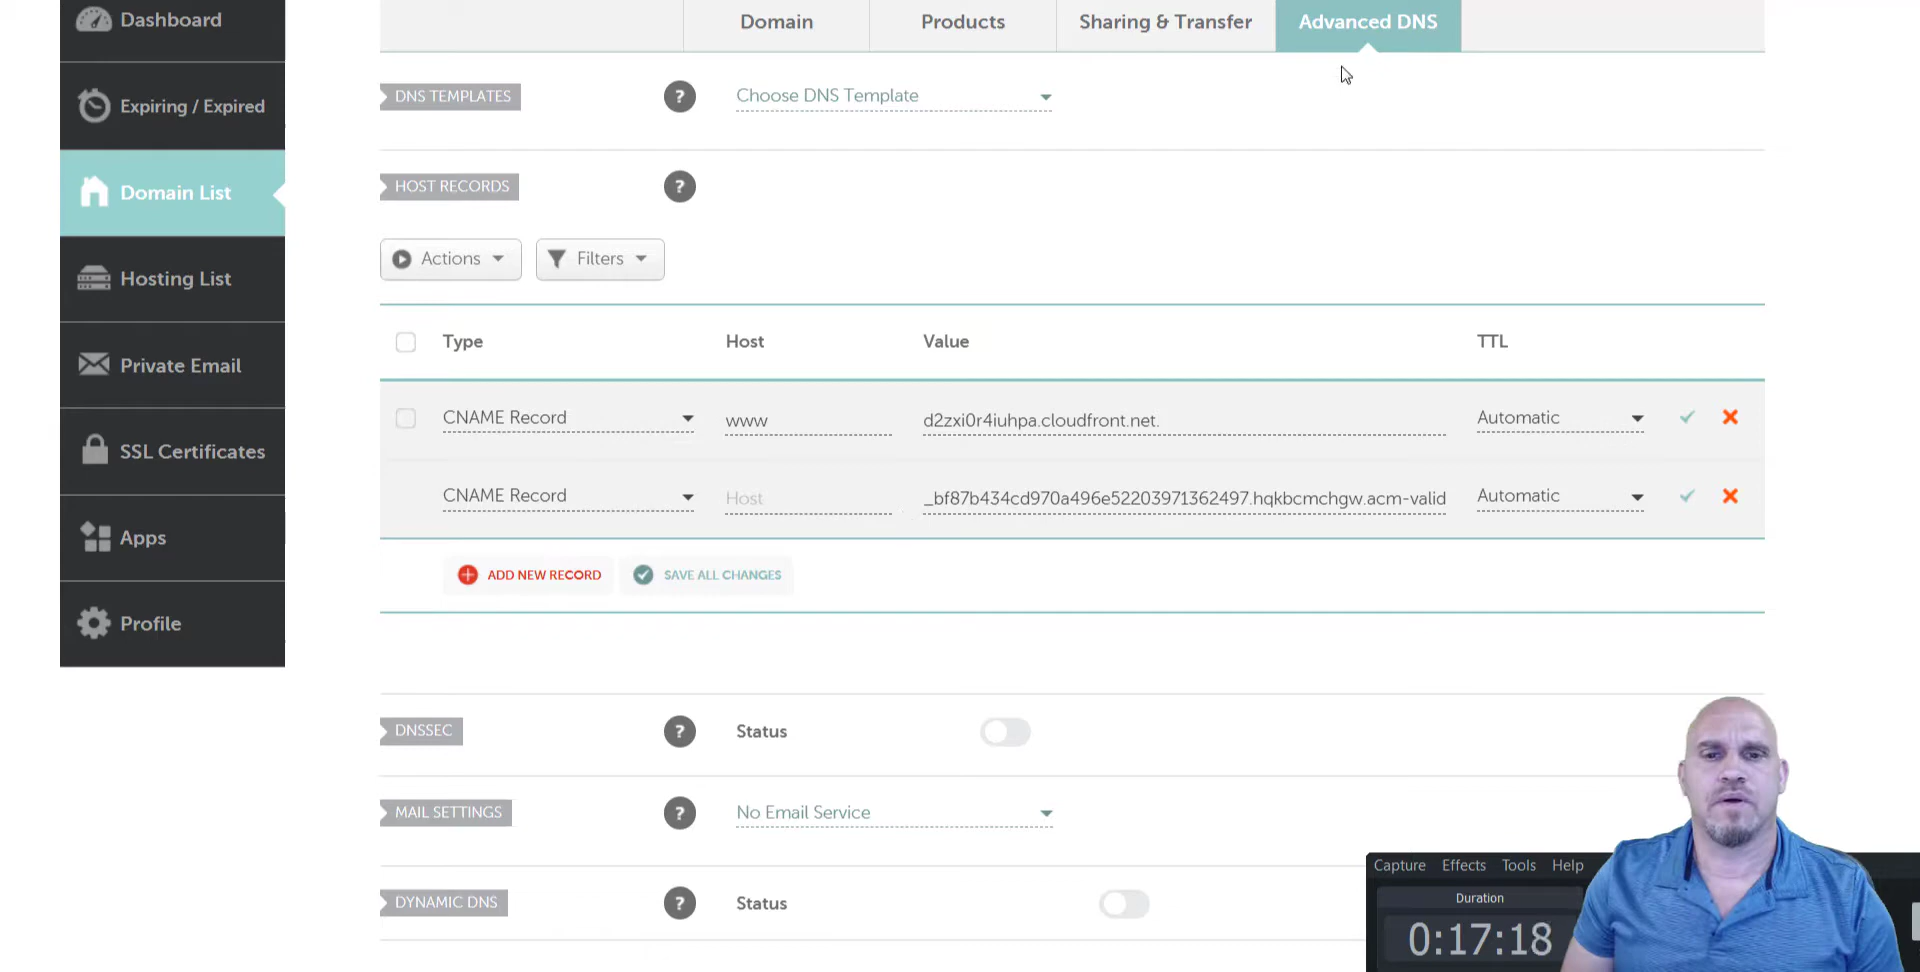 Dashboard
Expiring / Expired
Domain List
Hosting List
Private Email
SSL Certificates
Apps
Profile
Domain
Products
Sharing & Transfer
Advanced DNS
DNS TEMPLATES
?
Choose DNS Template
HOST RECORDS
?
Actions
Filters
Type Host Value TTL
CNAME Record www d2zxi0r4iuhpa.cloudfront.net. Automatic
CNAME Record Host _bf87b434cd970a496e52203971362497.hqkbcmchgw.acm-valid Automatic
ADD NEW RECORD
SAVE ALL CHANGES
DNSSEC
?
Status
MAIL SETTINGS
?
No Email Service
DYNAMIC DNS
?
Status
Capture Effects Tools Help
Duration
0:17:18